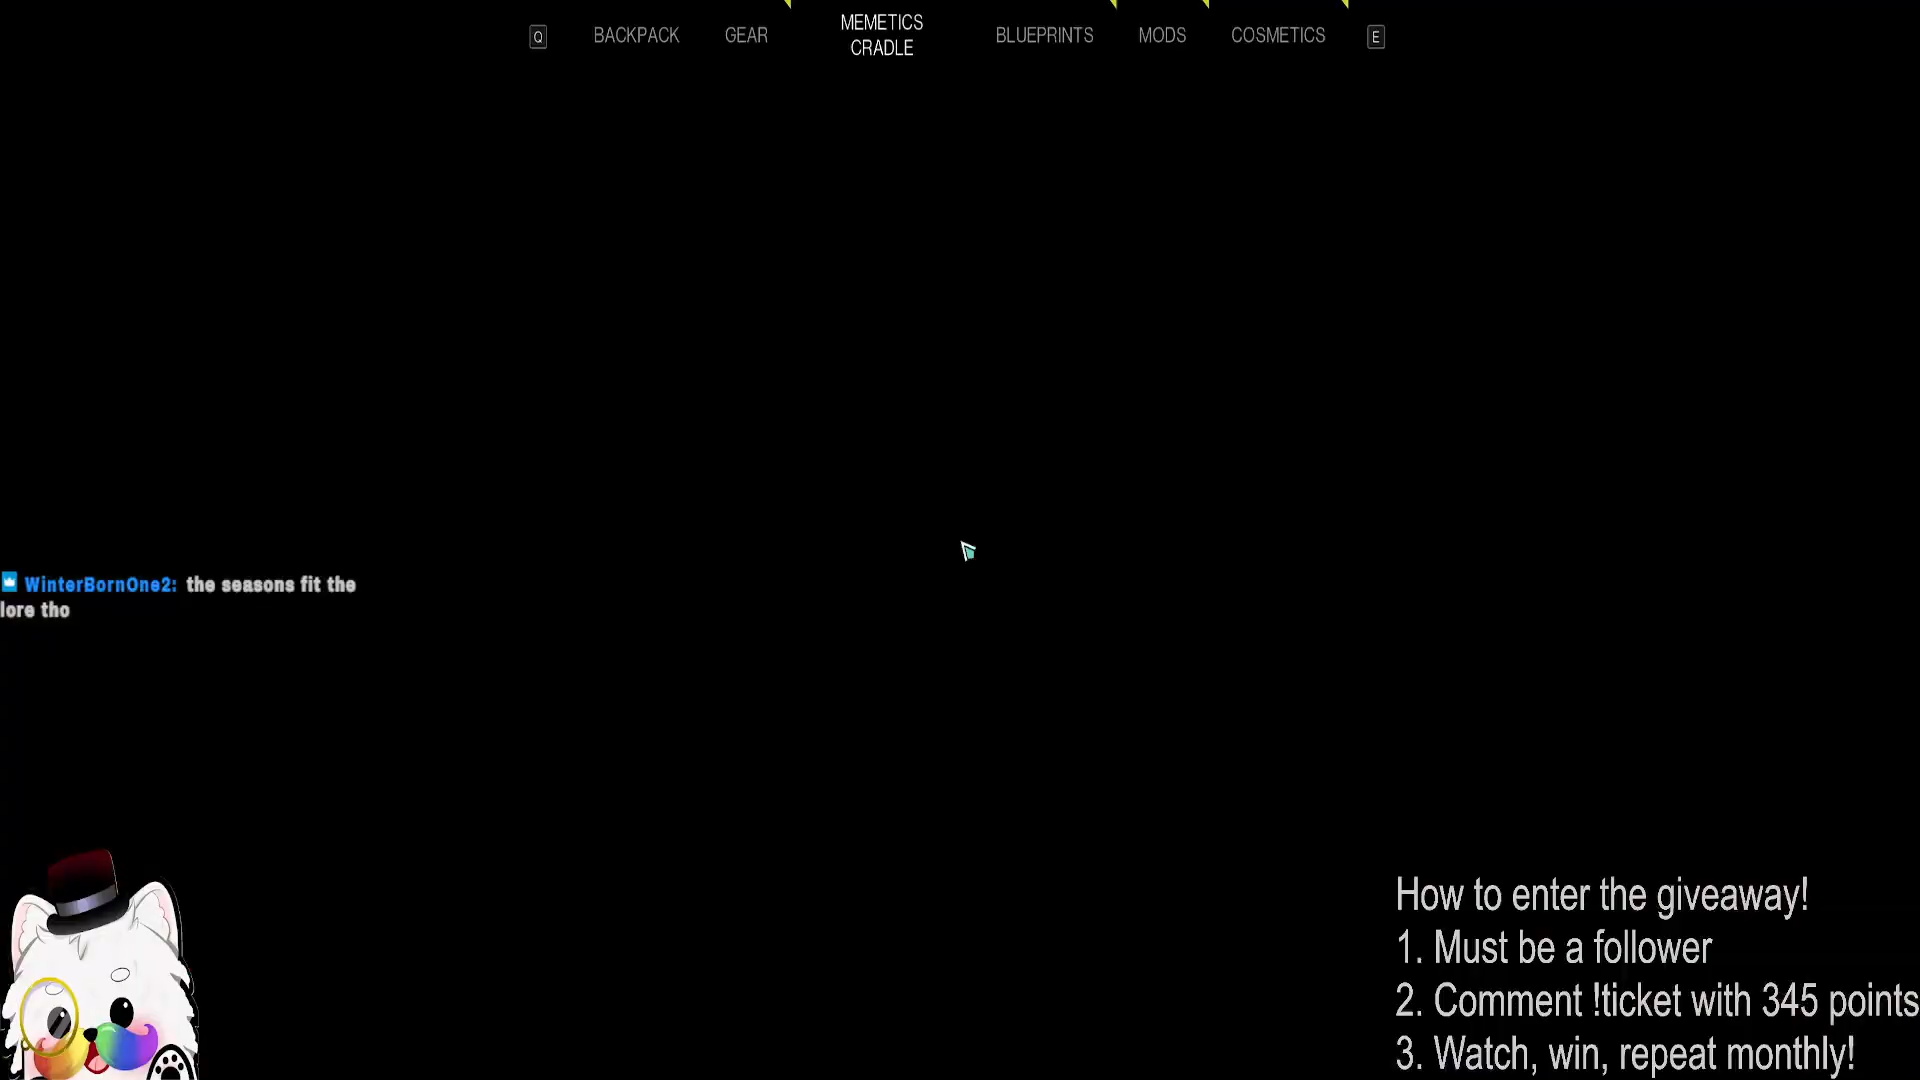 Q BACKPACK GEAR MEMETICS CRADLE BLUEPRINTS MODS COSMETICS E
WinterBornOne2: the seasons fit the
lore tho
How to enter the giveaway!
1. Must be a follower
2. Comment !ticket with 345 points
3. Watch, win, repeat monthly!